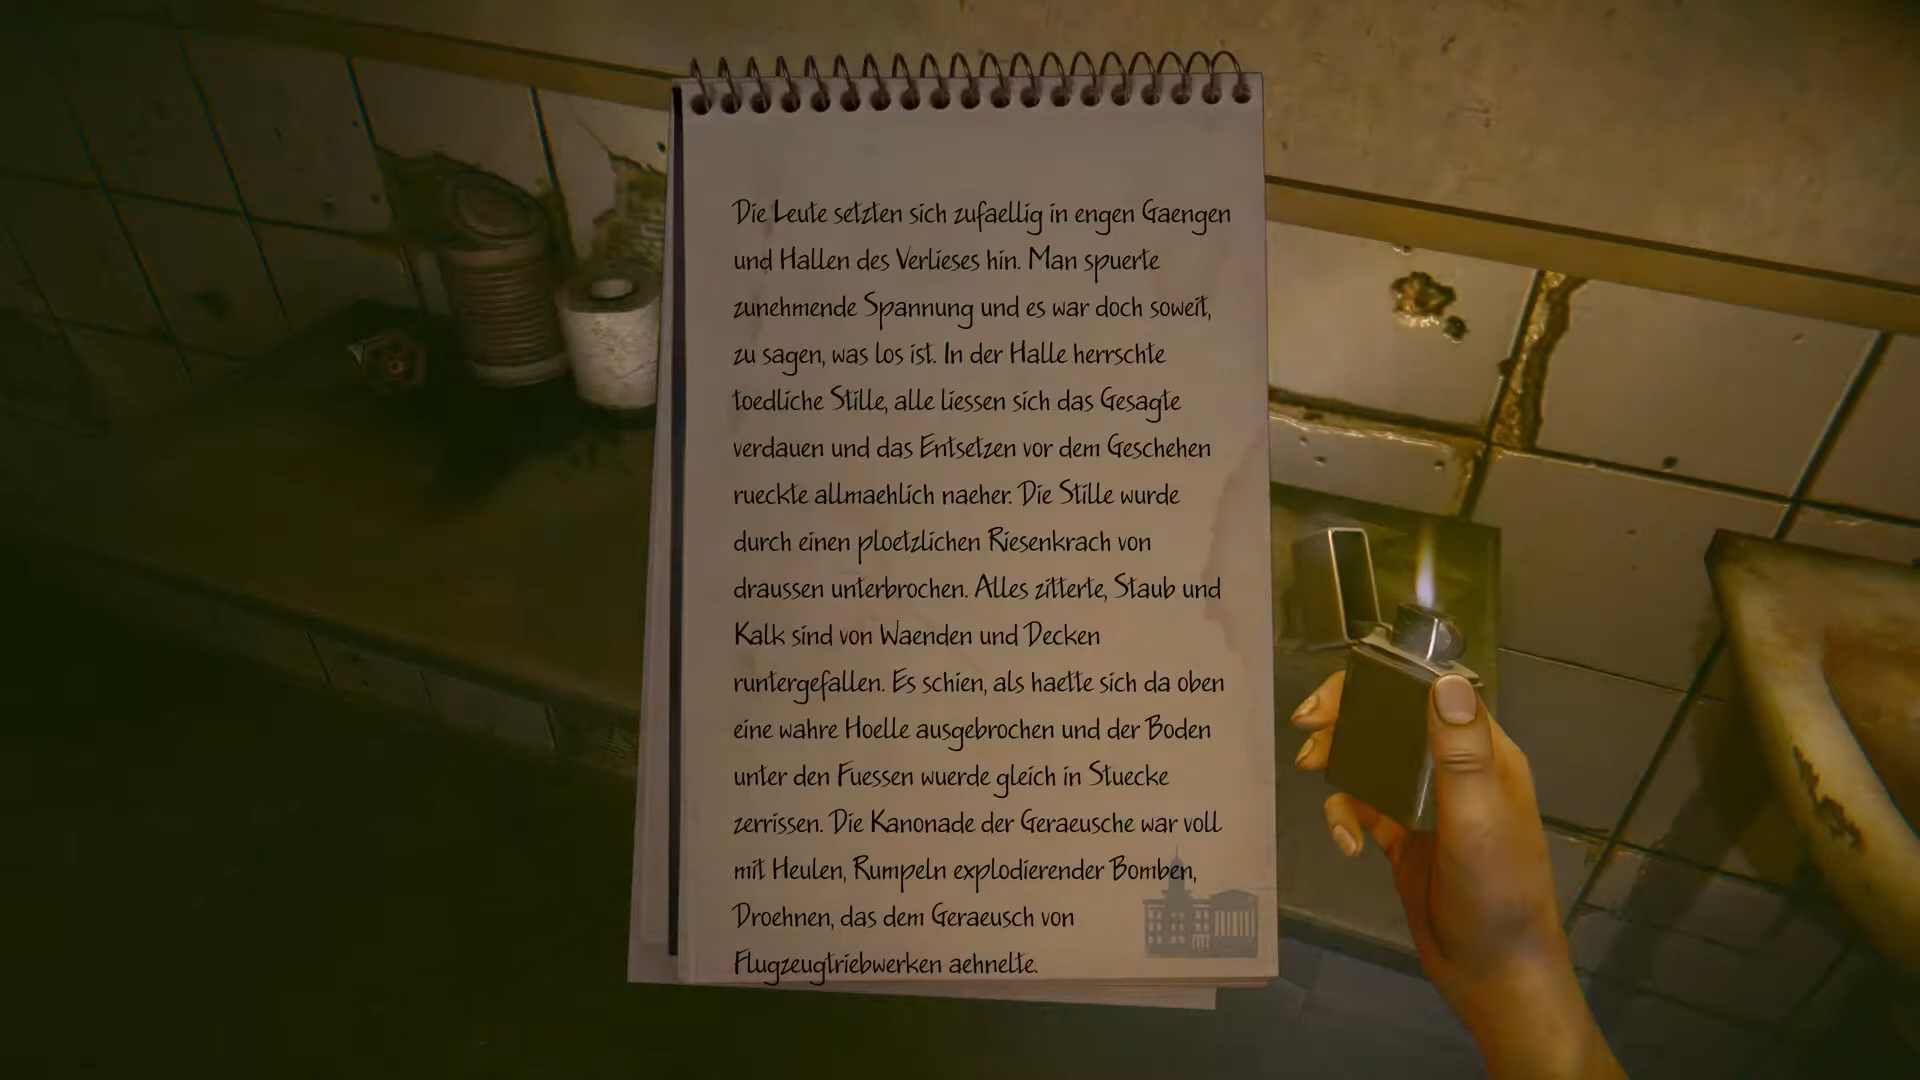 Die Leute setzten sich zufaellig in engen Gaengen
und Hallen des Verlieses hin. Man spuerte
zunehmende Spannung und es war doch soweit,
zu sagen, was los ist. In der Halle herrschte
toedliche Stille, alle liessen sich das Gesagte
verdauen und das Entsetzen vor dem Geschehen
rueckte allmaehlich naeher. Die Stille wurde
durch einen ploetzlichen Riesenkrach von
draussen unterbrochen. Alles zitterte, Staub und
Kalk sind von Waenden und Decken
runtergefallen. Es schien, als haette sich da oben
eine wahre Hoelle ausgebrochen und der Boden
unter den Fuessen wuerde gleich in Stuecke
zerrissen. Die Kanonade der Geraeusche war voll
mit Heulen, Rumpeln explodierender Bomben,
Droehnen, das dem Geraeusch von
Flugzeugtriebwerken aehnelte.